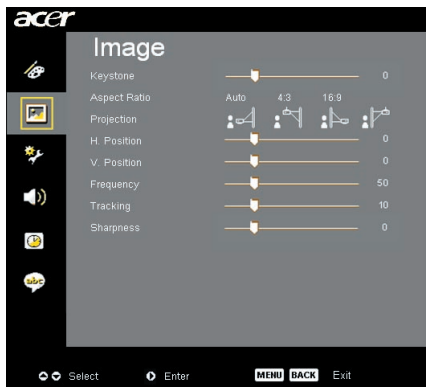 acer
Image
Keystone 0
Aspect Ratio Auto 4:3 16:9
Projection
H. Position 0
V. Position 0
Frequency 50
Tracking 10
Sharpness 0
abc
Select Enter MENU BACK Exit